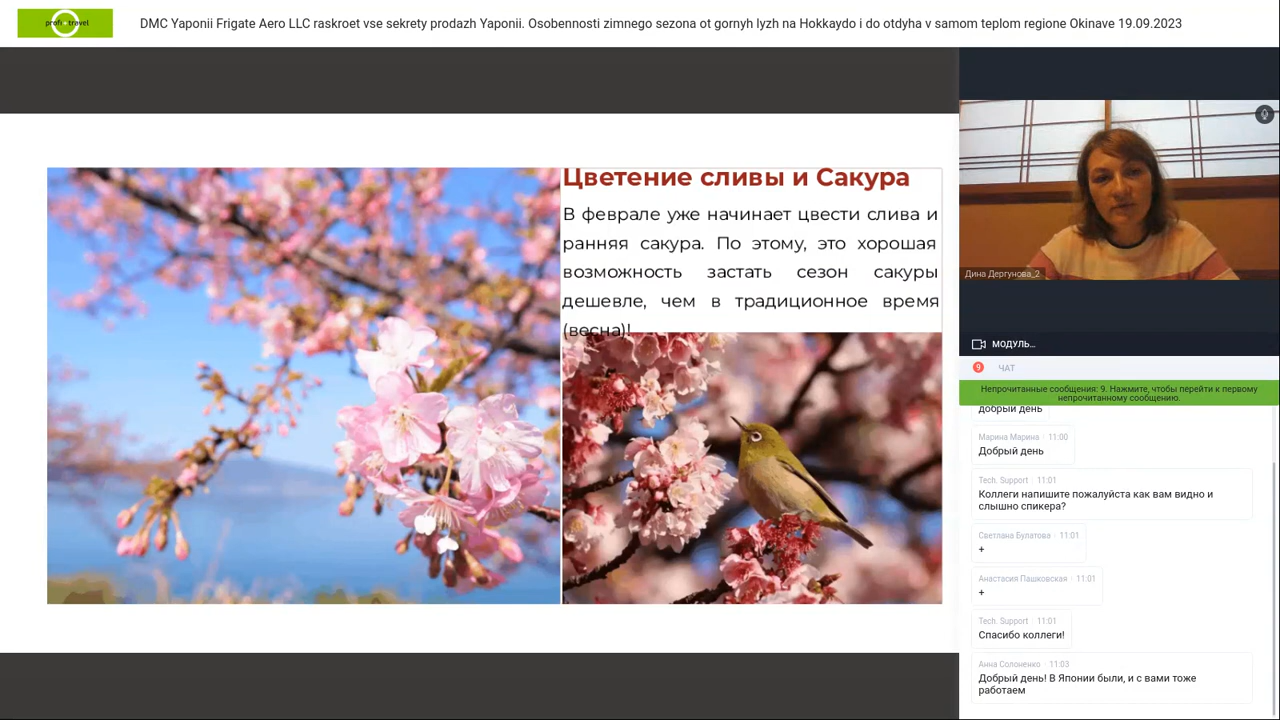 profi travel
DMC Yaponii Frigate Aero LLC raskroet vse sekrety prodazh Yaponii. Osobennosti zimnego sezona ot gornyh lyzh na Hokkaydo i do otdyha v samom teplom regione Okinave 19.09.2023
Цветение сливы и Сакура
В феврале уже начинает цвести слива и
ранняя сакура. По этому, это хорошая
возможность застать сезон сакуры
дешевле, чем в традиционное время
(весна)!
Дина Дергунова_2
МОДУЛЬ...
9 ЧАТ
Непрочитанные сообщения: 9. Нажмите, чтобы перейти к первому
непрочитанному сообщению.
добрый день
Марина Марина 11:00
Добрый день
Tech. Support 11:01
Коллеги напишите пожалуйста как вам видно и
слышно спикера?
Светлана Булатова 11:01
+
Анастасия Пашковская 11:01
+
Tech. Support 11:01
Спасибо коллеги!
Анна Солоненко 11:03
Добрый день! В Японии были, и с вами тоже
работаем